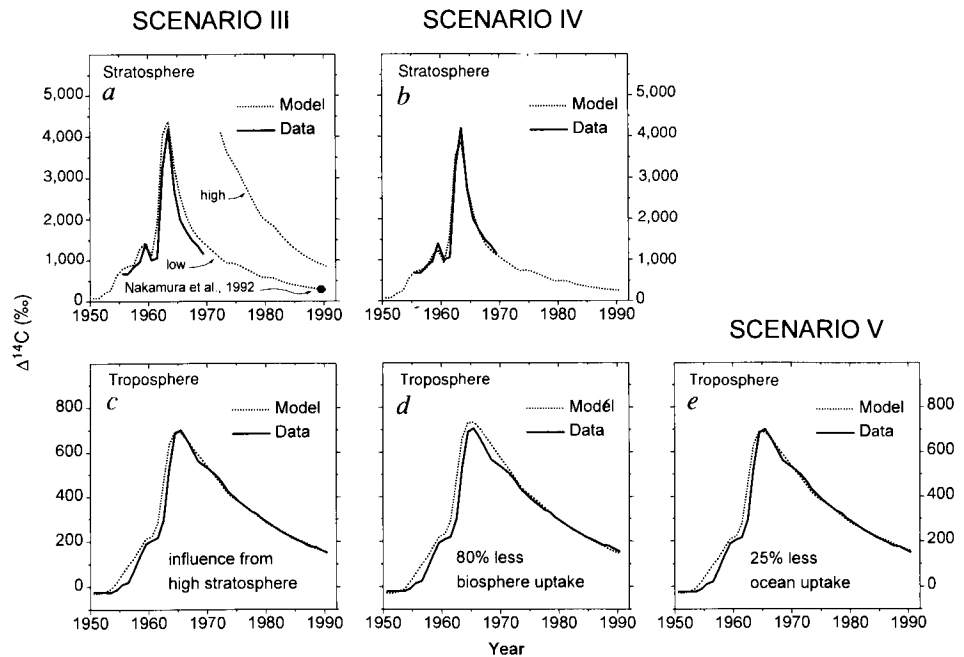 SCENARIO III
SCENARIO IV
Stratosphere
a
Model
Data
high
low
Nakamura et al., 1992
5,000
4,000
3,000
2,000
1,000
0
1950 1960 1970 1980 1990
Stratosphere
b
Model
Data
5,000
4,000
3,000
2,000
1,000
0
1950 1960 1970 1980 1990
SCENARIO V
Δ¹⁴C (‰)
Troposphere
c
Model
Data
influence from
high stratosphere
800
600
400
200
0
1950 1960 1970 1980 1990
Troposphere
d
Model
Data
80% less
biosphere uptake
1950 1960 1970 1980 1990
Troposphere
e
Model
Data
25% less
ocean uptake
800
600
400
200
0
1950 1960 1970 1980 1990
Year